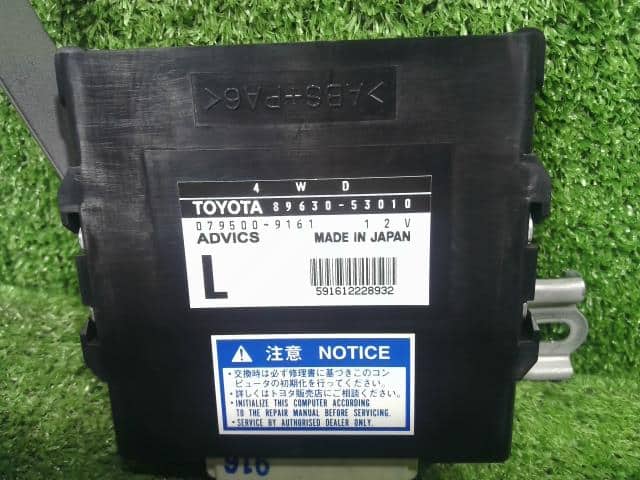 >ABS+PA6<
4WD
TOYOTA 89630-53010
079500-9161 12V
ADVICS MADE IN JAPAN
L
591612228932
注意 NOTICE
・交換時は必ず修理書に基づきこのコン
ピュータの初期化を行ってください。
・詳しくはトヨタ販売店にご相談ください。
・INITIALIZE THIS COMPUTER ACCORDING
TO THE REPAIR MANUAL BEFORE SERVICING.
・SERVICE BY AUTHORISED DEALER ONLY.
916